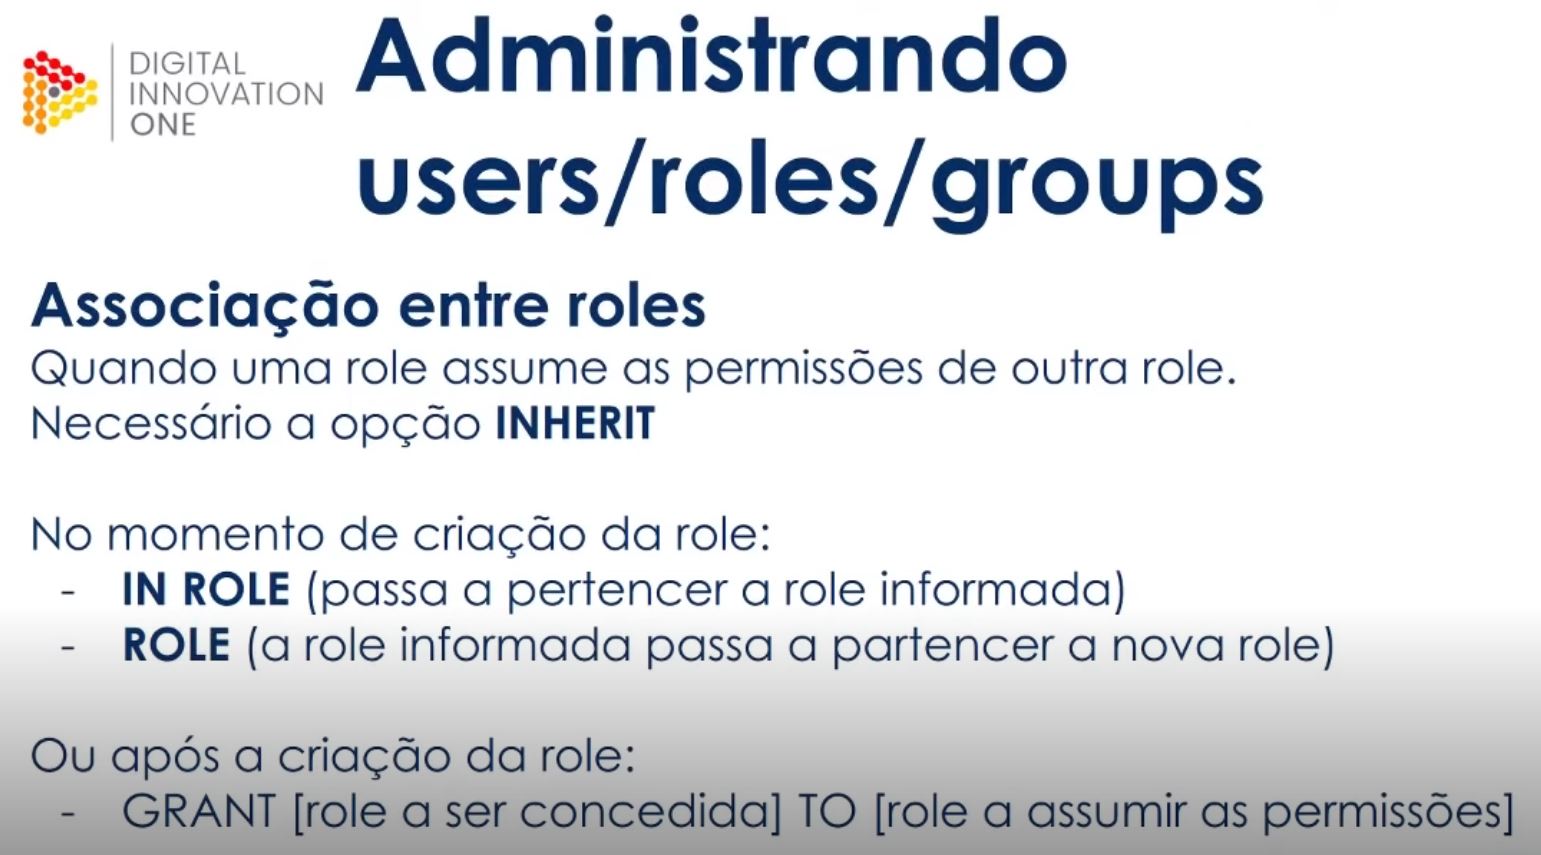 DIGITAL
INNOVATION
ONE
Administrando
users/roles/groups
Associação entre roles
Quando uma role assume as permissões de outra role.
Necessário a opção INHERIT
No momento de criação da role:
- IN ROLE (passa a pertencer a role informada)
- ROLE (a role informada passa a partencer a nova role)
Ou após a criação da role:
- GRANT [role a ser concedida] TO [role a assumir as permissões]